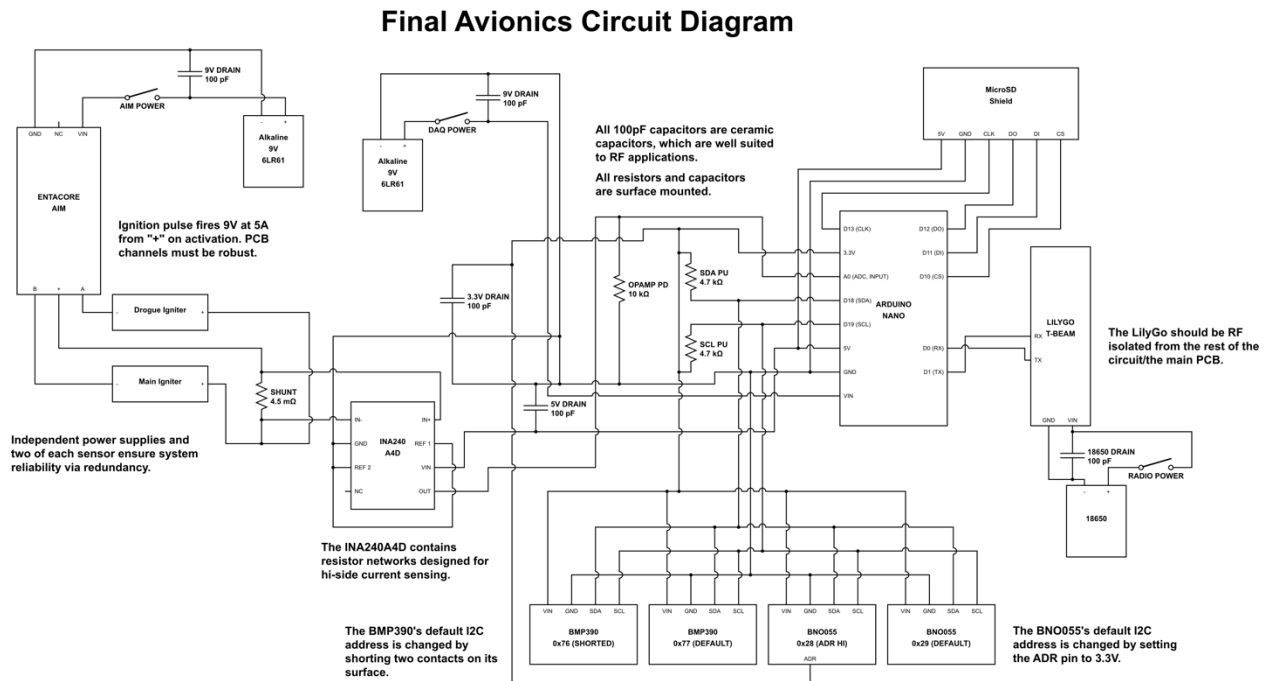 Final Avionics Circuit Diagram
9V DRAIN
100 pF
AIM POWER
GND
NC
VIN
-
+
Alkaline
9V
6LR61
ENTACORE
AIM
B
+
A
Ignition pulse fires 9V at 5A
from "+" on activation. PCB
channels must be robust.
-
Drogue Igniter
+
-
Main Igniter
+
SHUNT
4.5 mΩ
Independent power supplies and
two of each sensor ensure system
reliability via redundancy.
9V DRAIN
100 pF
DAQ POWER
-
+
Alkaline
9V
6LR61
All 100pF capacitors are ceramic
capacitors, which are well suited
to RF applications.
All resistors and capacitors
are surface mounted.
3.3V DRAIN
100 pF
OPAMP PD
10 kΩ
SDA PU
4.7 kΩ
SCL PU
4.7 kΩ
5V DRAIN
100 pF
IN-
IN+
GND
REF 1
REF 2
VIN
NC
OUT
INA240
A4D
The INA240A4D contains
resistor networks designed for
hi-side current sensing.
MicroSD
Shield
5V
GND
CLK
DO
DI
CS
D13 (CLK)
D12 (DO)
3.3V
D11 (DI)
A0 (ADC, INPUT)
D10 (CS)
D18 (SDA)
ARDUINO
NANO
D19 (SCL)
5V
D0 (RX)
GND
D1 (TX)
VIN
LILYGO
T-BEAM
RX
TX
GND
VIN
The LilyGo should be RF
isolated from the rest of the
circuit/the main PCB.
18650 DRAIN
100 pF
RADIO POWER
-
+
18650
VIN
GND
SDA
SCL
BMP390
0x76 (SHORTED)
VIN
GND
SDA
SCL
BMP390
0x77 (DEFAULT)
VIN
GND
SDA
SCL
BNO055
0x28 (ADR HI)
ADR
VIN
GND
SDA
SCL
BNO055
0x29 (DEFAULT)
The BMP390's default I2C
address is changed by
shorting two contacts on its
surface.
The BNO055's default I2C
address is changed by setting
the ADR pin to 3.3V.